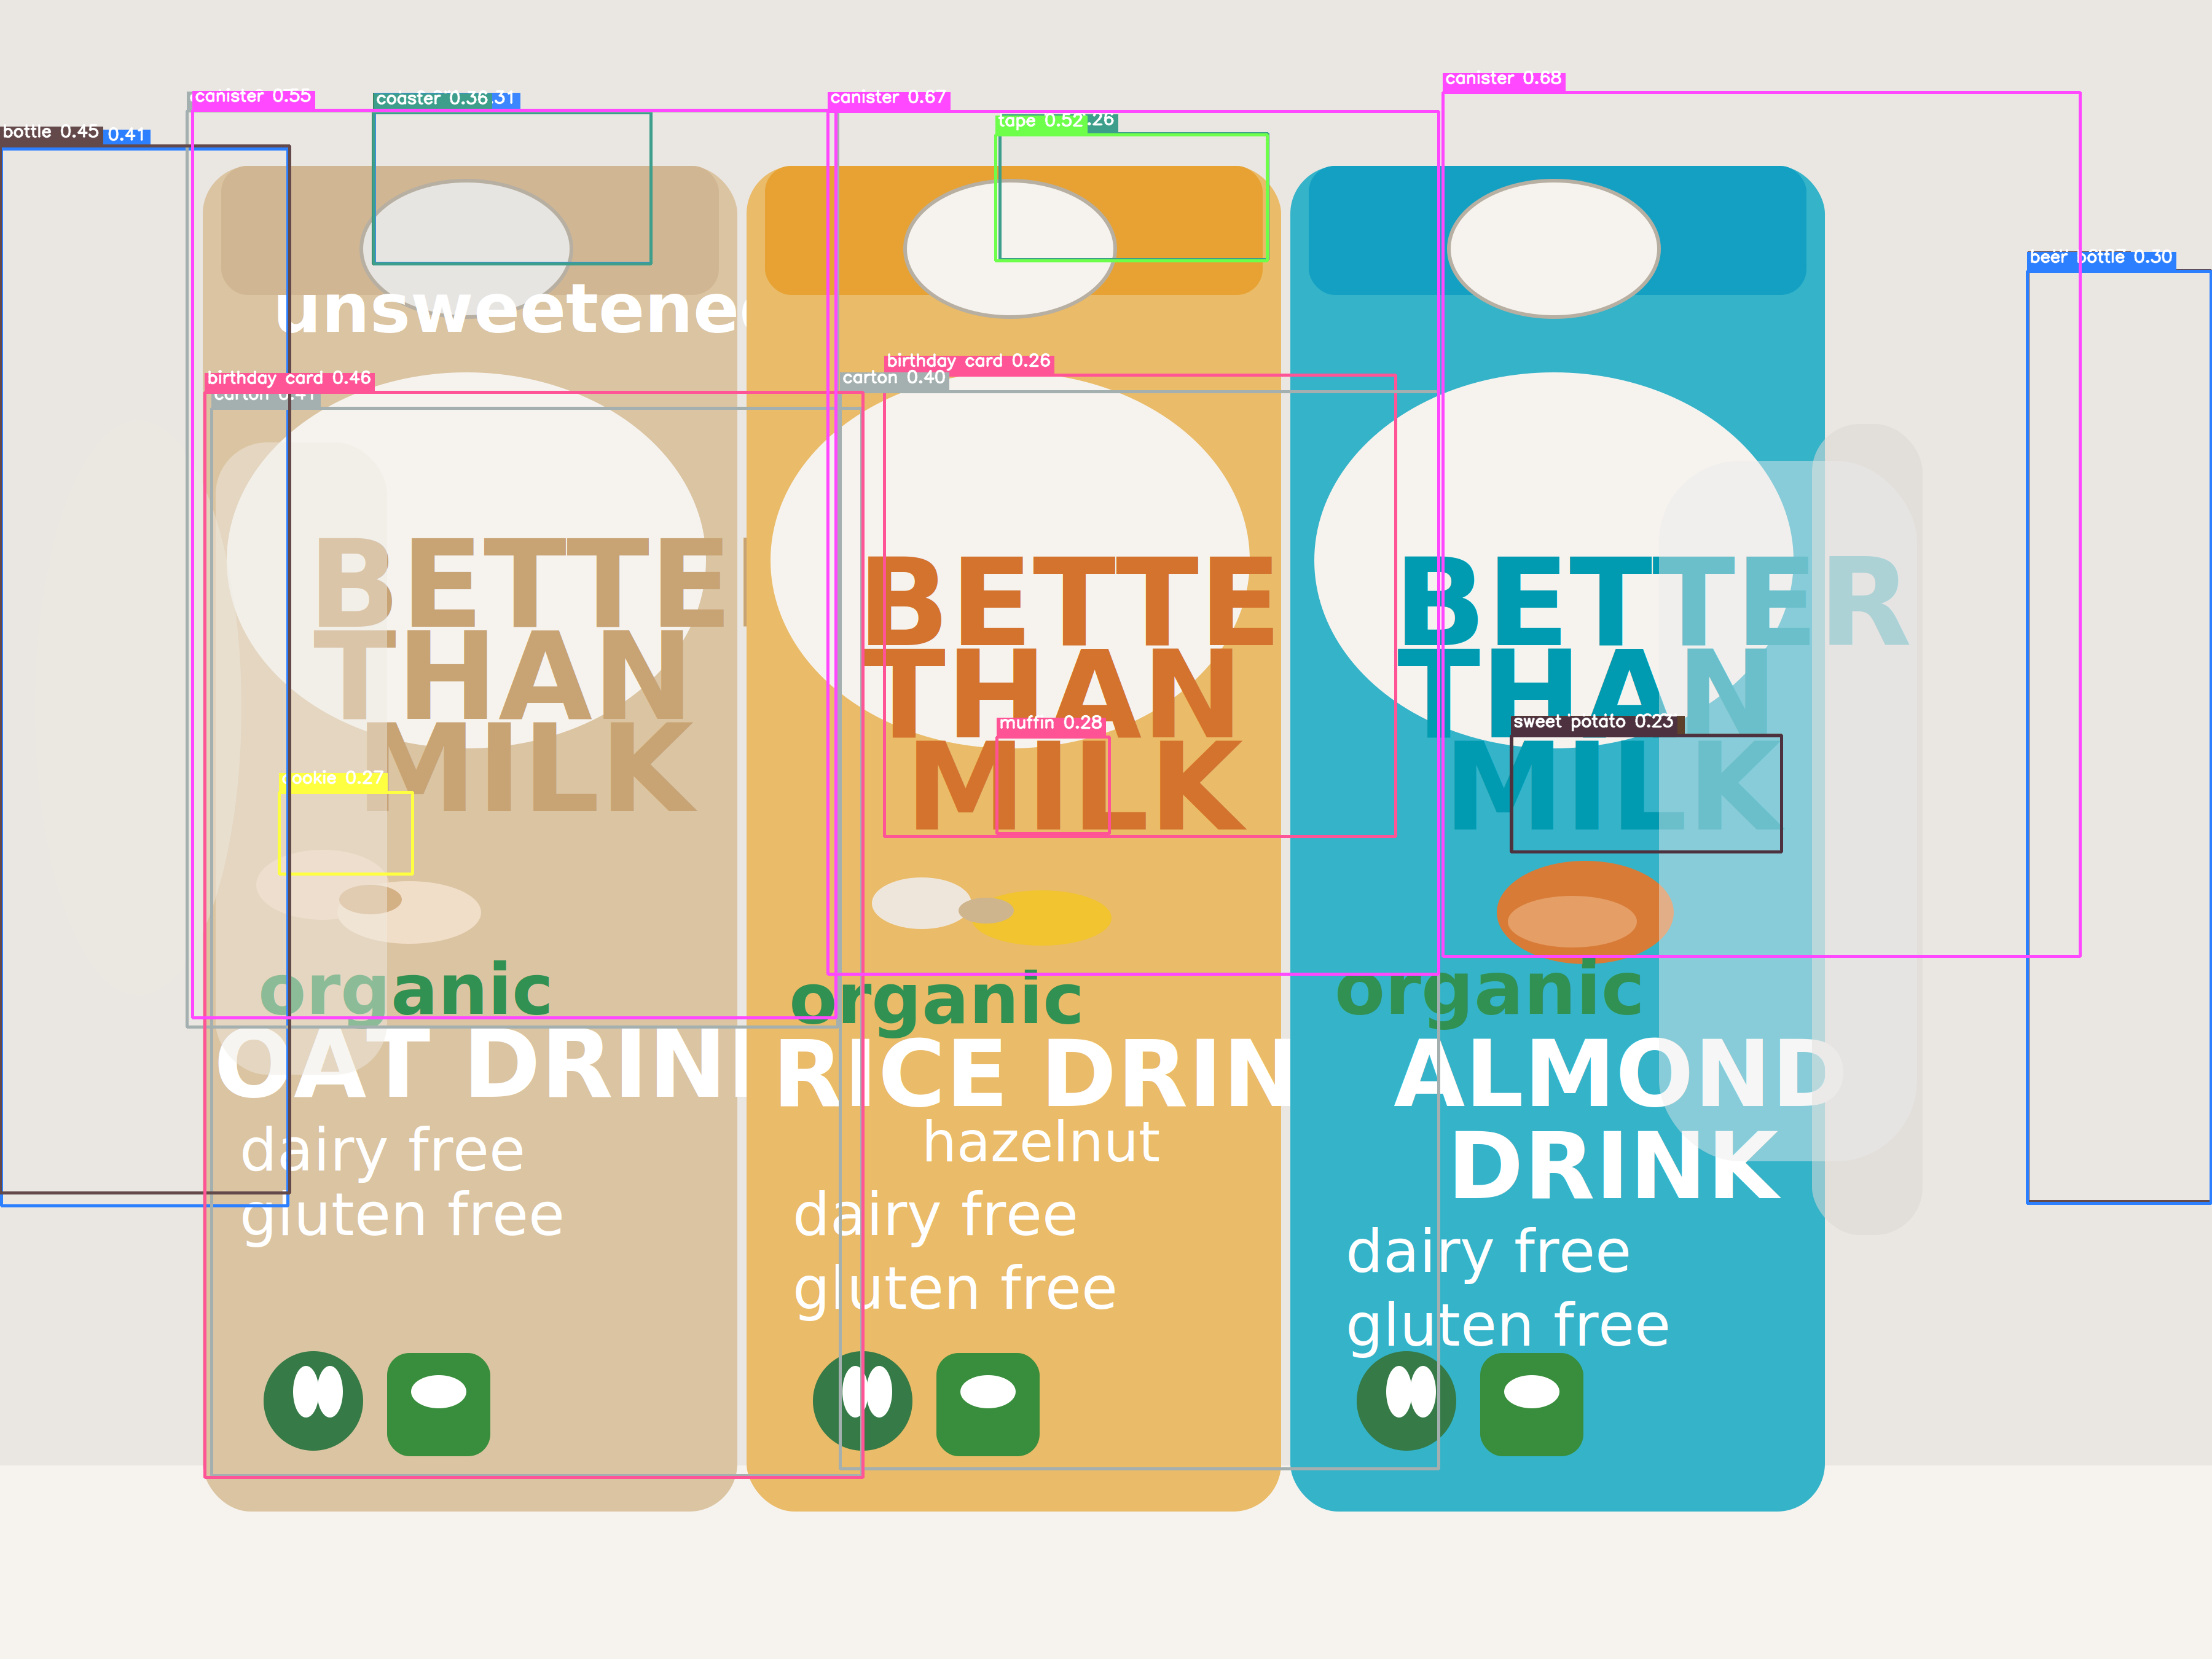 canister 0.55
coaster 0.36
.31
canister 0.67
tape 0.52
.26
canister 0.68
bottle 0.45
0.41
beer bottle 0.30
unsweetened
birthday card 0.46
carton 0.41
birthday card 0.26
carton 0.40
BETTE
THAN
MILK
BETTE
THAN
MILK
BETTER
THAN
MILK
cookie 0.27
muffin 0.28
sweet potato 0.23
organic
OAT DRIN
dairy free
gluten free
organic
RICE DRIN
hazelnut
dairy free
gluten free
organic
ALMOND
DRINK
dairy free
gluten free